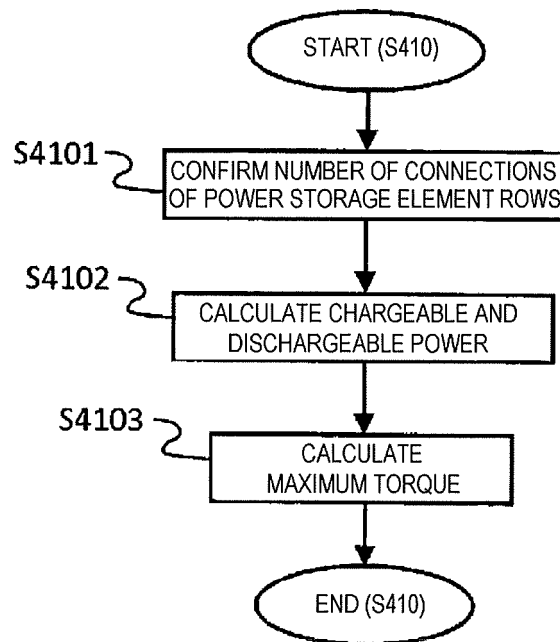 START (S410)
S4101
CONFIRM NUMBER OF CONNECTIONS
OF POWER STORAGE ELEMENT ROWS
S4102
CALCULATE CHARGEABLE AND
DISCHARGEABLE POWER
S4103
CALCULATE
MAXIMUM TORQUE
END (S410)